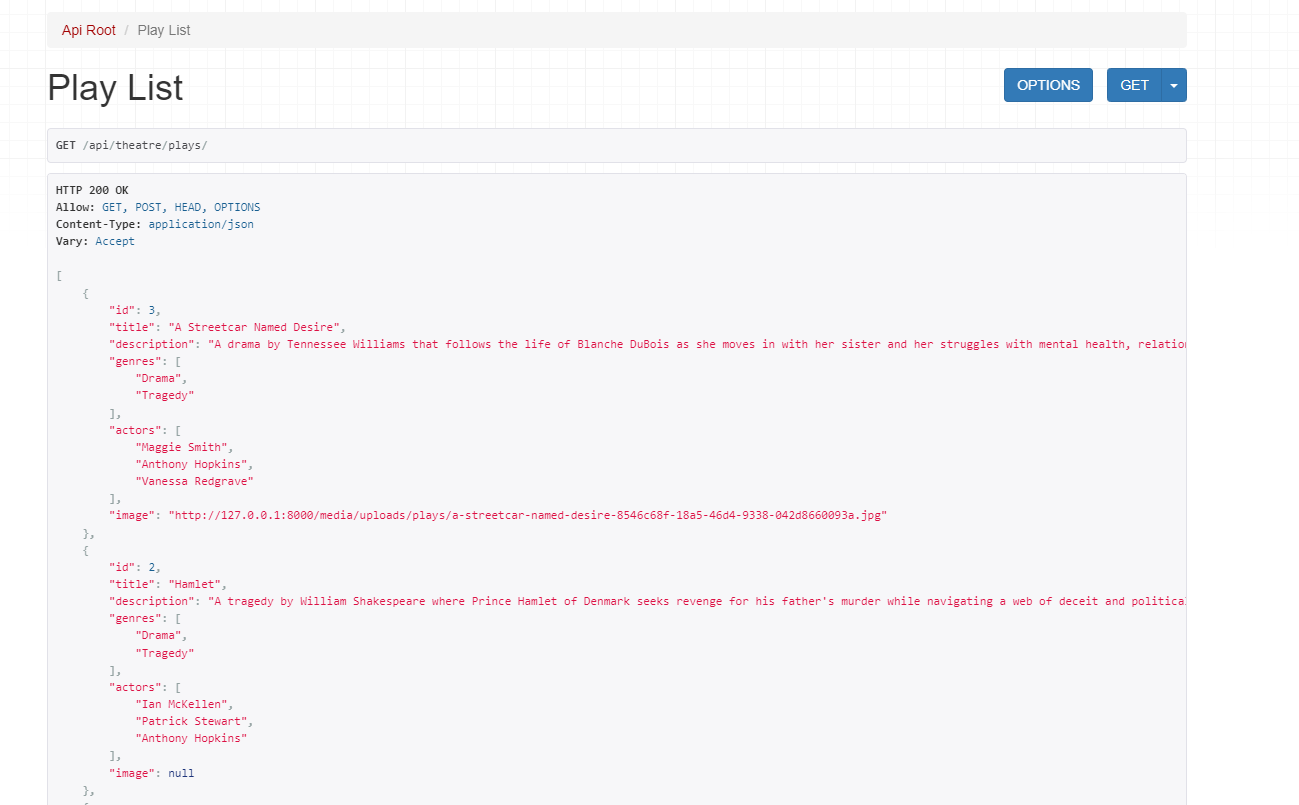 Api Root / Play List
Play List
OPTIONS
GET
GET /api/theatre/plays/
HTTP 200 OK
Allow: GET, POST, HEAD, OPTIONS
Content-Type: application/json
Vary: Accept
[
    {
        "id": 3,
        "title": "A Streetcar Named Desire",
        "description": "A drama by Tennessee Williams that follows the life of Blanche DuBois as she moves in with her sister and her struggles with mental health, relation
        "genres": [
            "Drama",
            "Tragedy"
        ],
        "actors": [
            "Maggie Smith",
            "Anthony Hopkins",
            "Vanessa Redgrave"
        ],
        "image": "http://127.0.0.1:8000/media/uploads/plays/a-streetcar-named-desire-8546c68f-18a5-46d4-9338-042d8660093a.jpg"
    },
    {
        "id": 2,
        "title": "Hamlet",
        "description": "A tragedy by William Shakespeare where Prince Hamlet of Denmark seeks revenge for his father's murder while navigating a web of deceit and politica
        "genres": [
            "Drama",
            "Tragedy"
        ],
        "actors": [
            "Ian McKellen",
            "Patrick Stewart",
            "Anthony Hopkins"
        ],
        "image": null
    },